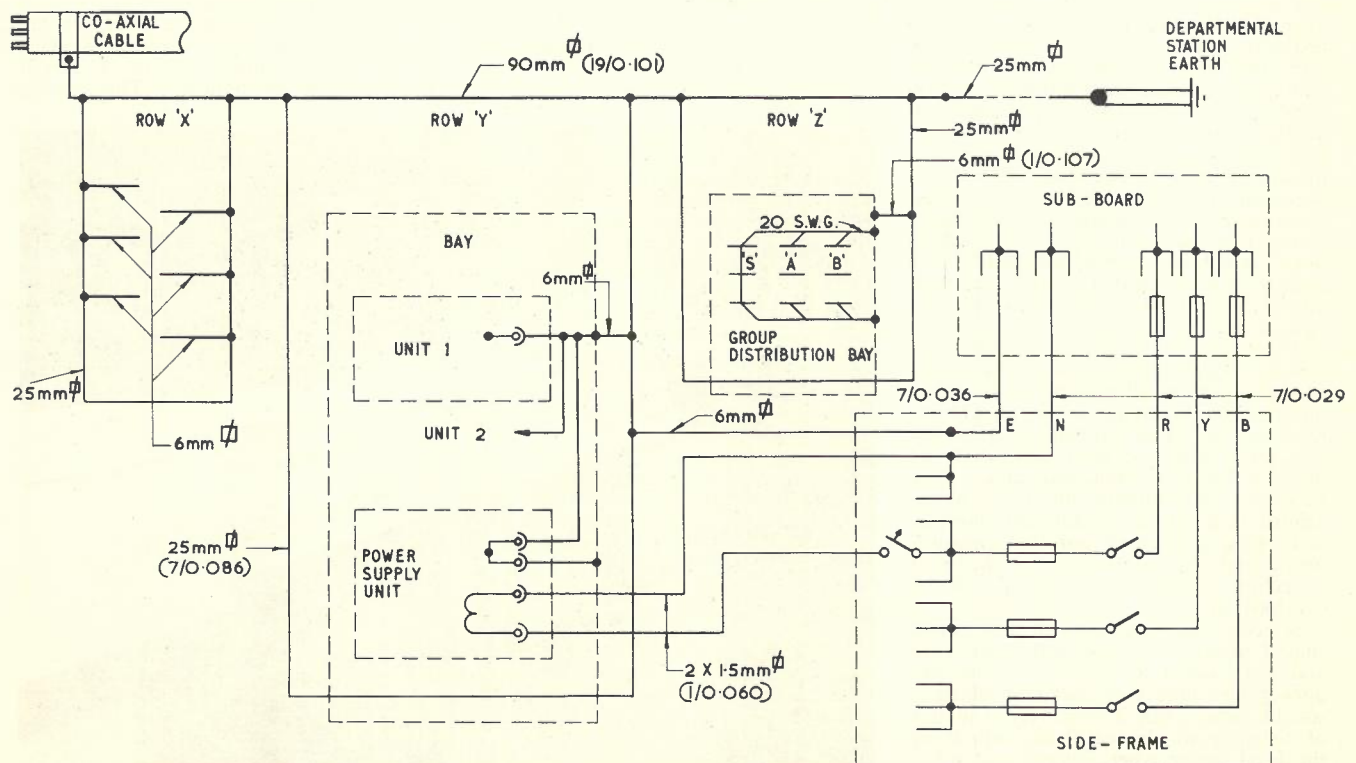 CO-AXIAL
CABLE
90mm⏍ (19/0·101)
25mm⏍
DEPARTMENTAL
STATION
EARTH
ROW 'X'
ROW 'Y'
ROW 'Z'
25mm⏍
6mm⏍ (1/0·107)
SUB-BOARD
BAY
20 S.W.G.
'S' 'A' 'B'
6mm⏍
UNIT 1
GROUP
DISTRIBUTION BAY
25mm⏍
7/0·036
7/0·029
6mm⏍
UNIT 2
6mm⏍
E N R Y B
25mm⏍
(7/0·086)
POWER
SUPPLY
UNIT
2 X 1·5mm⏍
(1/0·060)
SIDE-FRAME